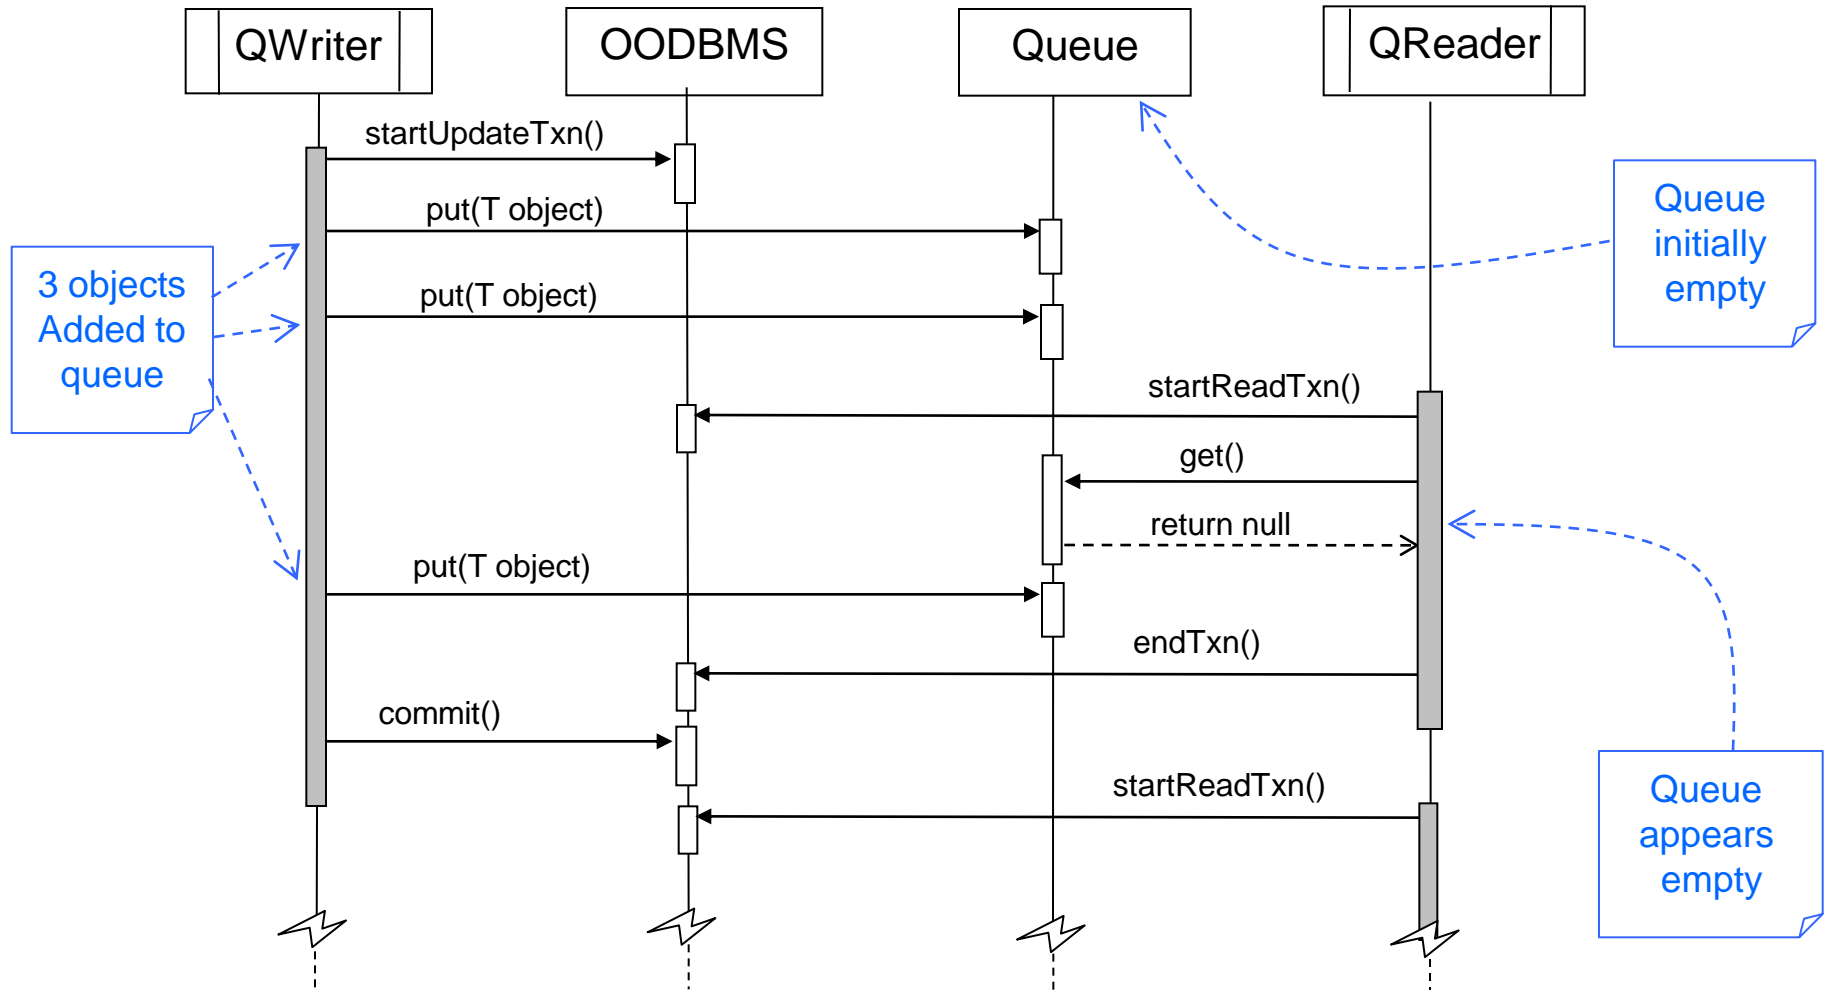 QWriter
OODBMS
Queue
QReader
startUpdateTxn()
put(T object)
Queue
initially
empty
3 objects
Added to
queue
put(T object)
startReadTxn()
get()
return null
put(T object)
endTxn()
commit()
startReadTxn()
Queue
appears
empty